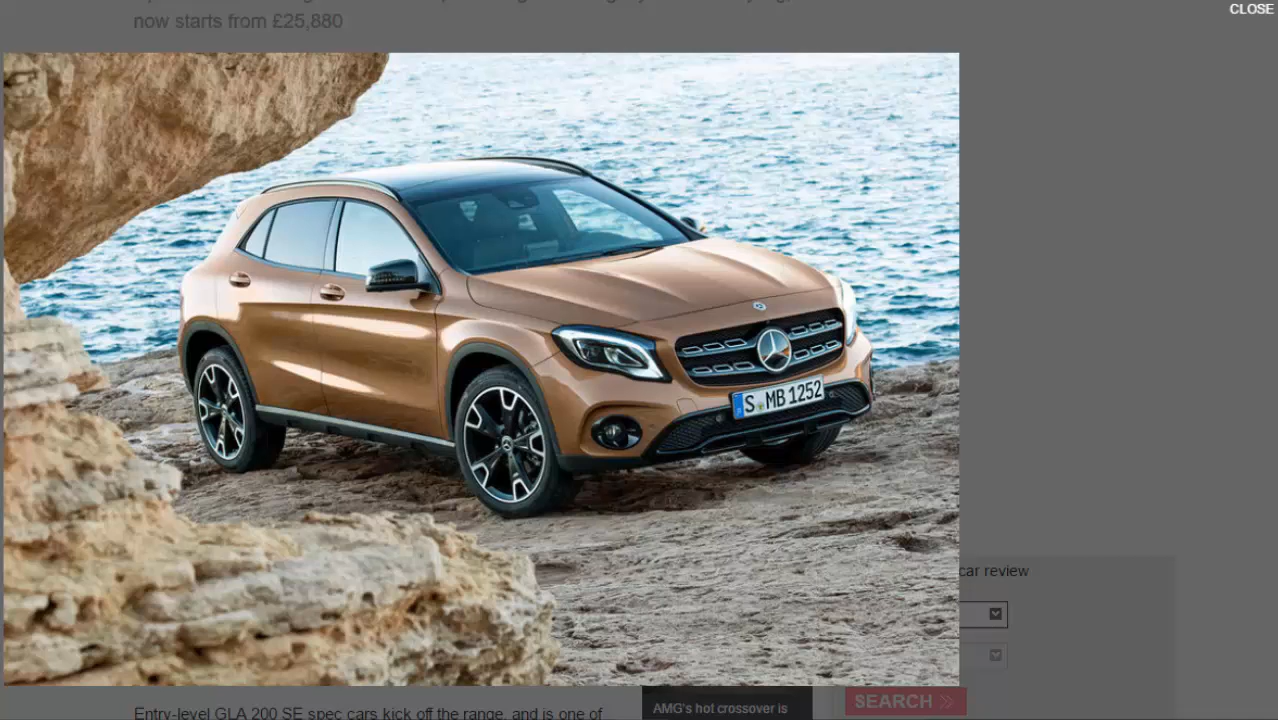 CLOSE
now starts from £25,880
S MB 1252
car review
SEARCH
Entry-level GLA 200 SE spec cars kick off the range, and is one of
AMG's hot crossover is